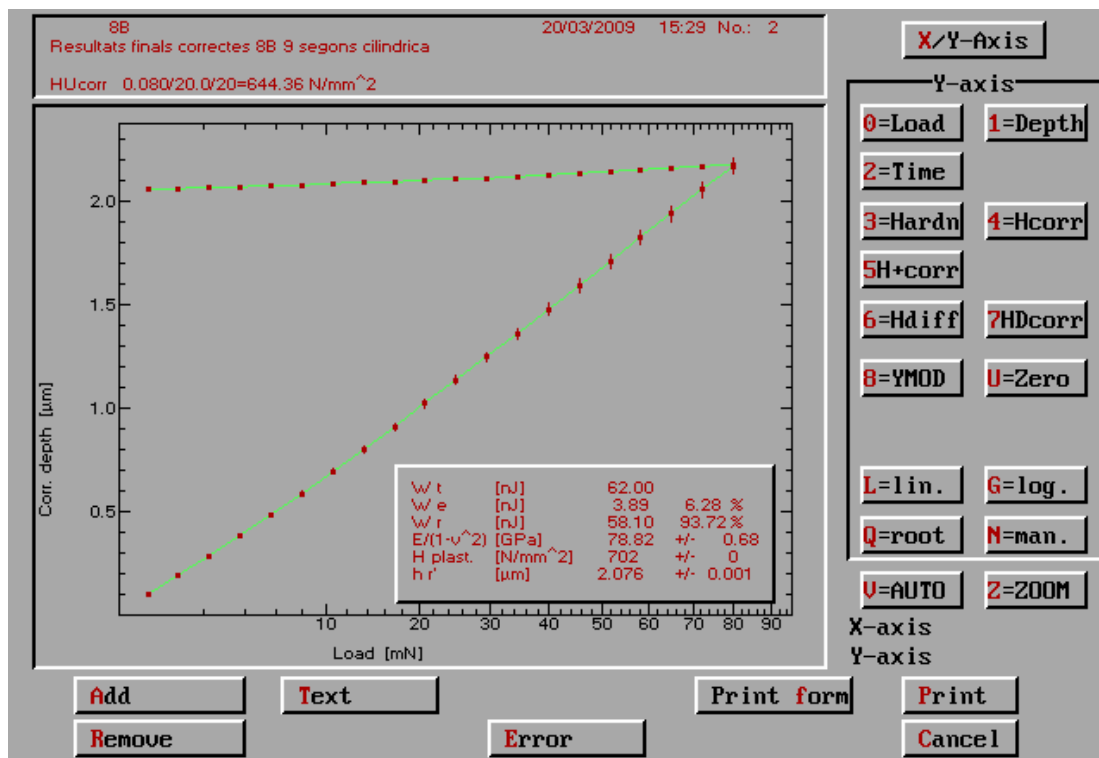 8B 20/03/2009 15:29 No.: 2
Resultats finals correctes 8B 9 segons cilindrica
HUcorr 0.080/20.0/20=644.36 N/mm^2
X/Y-Axis
Y-axis
0=Load 1=Depth
2=Time
3=Hardn 4=Hcorr
5H+corr
6=Hdiff 7HDcorr
8=YMOD U=Zero
L=lin. G=log.
Q=root N=man.
V=AUTO Z=ZOOM
X-axis
Y-axis
2.0
1.5
1.0
0.5
Corr. depth [µm]
W t [nJ] 62.00
W e [nJ] 3.89 6.28 %
W r [nJ] 58.10 93.72 %
E/(1-v^2) [GPa] 78.82 +/- 0.68
H plast. [N/mm^2] 702 +/- 0
h r' [µm] 2.076 +/- 0.001
10 20 30 40 50 60 70 80 90
Load [mN]
Add Text Print form Print
Remove Error Cancel